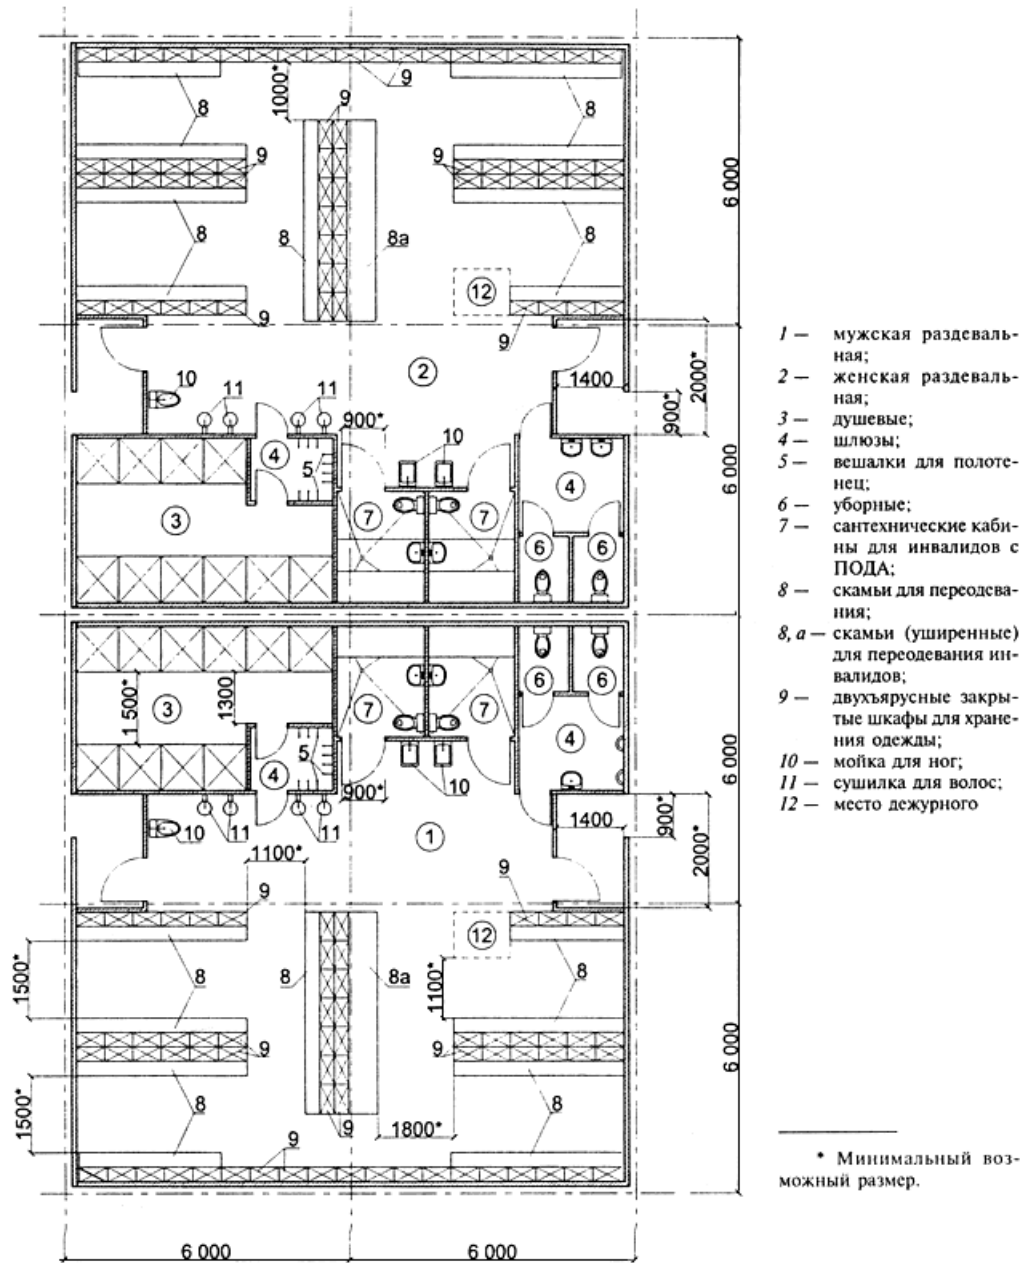 9
1000*
9
8
8
9
9
6 000
8
8
8
8а
12
9
9
2
10
11
11
1400
2000*
900*
900*
10
4
5
4
3
7
7
6
6
6 000
3
1 500*
1300
7
7
6
6
5
4
4
6 000
900*
10
10
11
11
1
1400
900*
2000*
1100*
9
9
12
8
8
8а
8
1500*
1100*
9
9
6 000
8
8
1500*
1800*
9
9
6 000
6 000
1 — мужская раздеваль-
ная;
2 — женская раздеваль-
ная;
3 — душевые;
4 — шлюзы;
5 — вешалки для полоте-
нец;
6 — уборные;
7 — сантехнические каби-
ны для инвалидов с
ПОДА;
8 — скамьи для переодева-
ния;
8, а — скамьи (уширенные)
для переодевания ин-
валидов;
9 — двухъярусные закры-
тые шкафы для хране-
ния одежды;
10 — мойка для ног;
11 — сушилка для волос;
12 — место дежурного
* Минимальный воз-
можный размер.